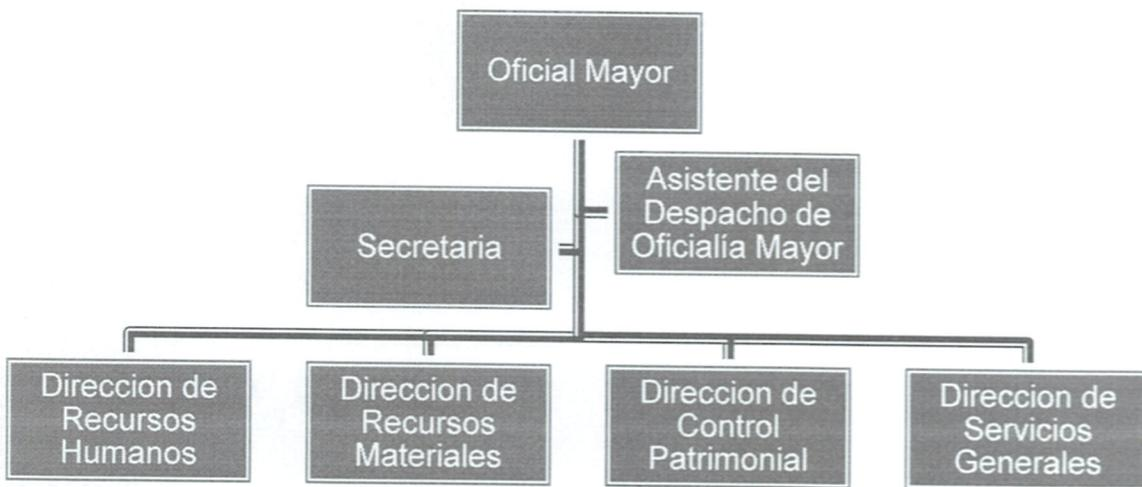 Oficial Mayor
Asistente del
Despacho de
Oficialía Mayor
Secretaria
Direccion de
Recursos
Humanos
Direccion de
Recursos
Materiales
Direccion de
Control
Patrimonial
Direccion de
Servicios
Generales